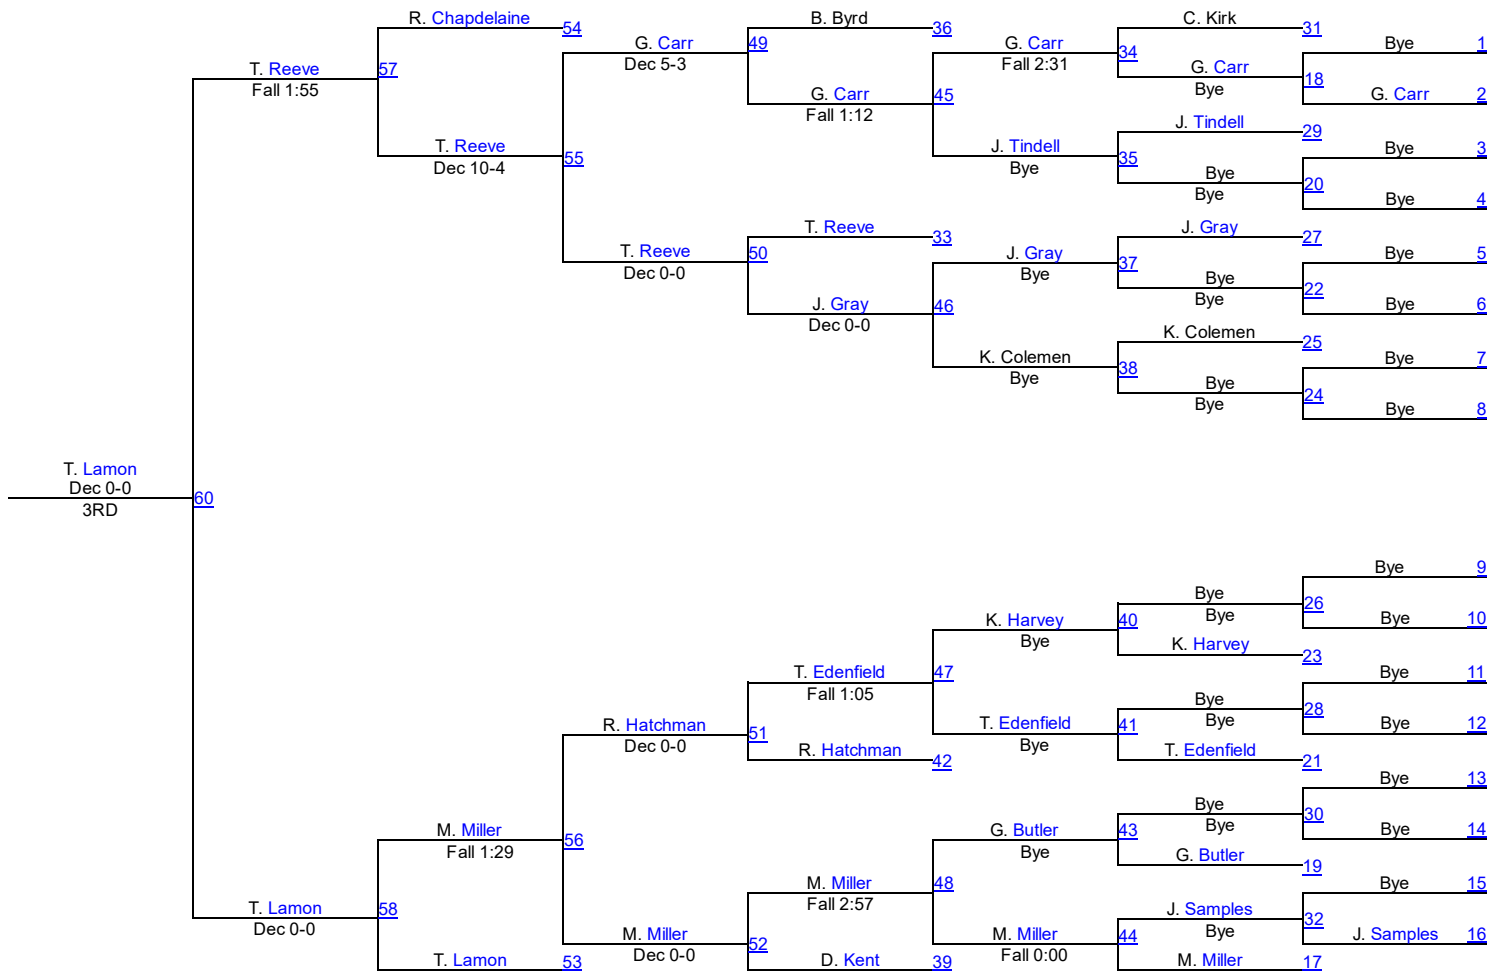 R. Chapdelaine
54
B. Byrd
36
C. Kirk
31
G. Carr
49
Dec 5-3
G. Carr
34
Fall 2:31
Bye
1
T. Reeve
57
Fall 1:55
G. Carr
18
Bye
G. Carr
2
G. Carr
45
Fall 1:12
J. Tindell
29
T. Reeve
55
Dec 10-4
J. Tindell
35
Bye
Bye
3
Bye
20
Bye
Bye
4
T. Reeve
33
J. Gray
27
T. Reeve
50
Dec 0-0
J. Gray
37
Bye
Bye
5
Bye
22
Bye
J. Gray
46
Dec 0-0
Bye
6
K. Colemen
25
K. Colemen
38
Bye
Bye
7
Bye
24
Bye
Bye
8
T. Lamon
Dec 0-0
60
3RD
Bye
9
Bye
26
Bye
K. Harvey
40
Bye
Bye
10
K. Harvey
23
T. Edenfield
47
Fall 1:05
Bye
11
Bye
28
Bye
R. Hatchman
51
Dec 0-0
T. Edenfield
41
Bye
Bye
12
R. Hatchman
42
T. Edenfield
21
Bye
13
Bye
30
Bye
M. Miller
56
Fall 1:29
G. Butler
43
Bye
Bye
14
G. Butler
19
M. Miller
48
Fall 2:57
Bye
15
T. Lamon
58
Dec 0-0
J. Samples
32
Bye
M. Miller
52
Dec 0-0
M. Miller
44
Fall 0:00
J. Samples
16
T. Lamon
53
D. Kent
39
M. Miller
17